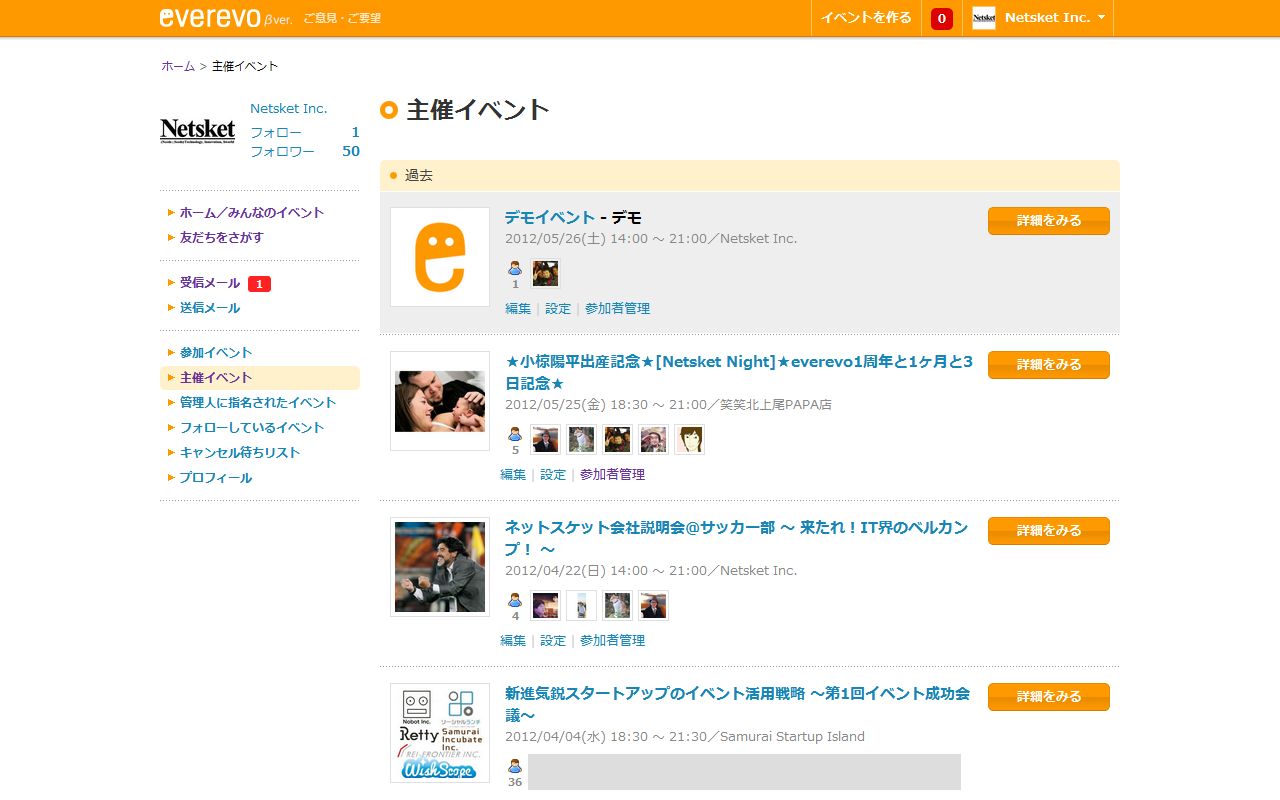 everevo β ver. ご意見・ご要望
イベントを作る 0 Netsket Netsket Inc.
ホーム > 主催イベント
Netsket
Netsket Inc.
フォロー 1
フォロワー 50
ホーム／みんなのイベント
友だちをさがす
受信メール 1
送信メール
参加イベント
主催イベント
管理人に指名されたイベント
フォローしているイベント
キャンセル待ちリスト
プロフィール
主催イベント
過去
デモイベント - デモ
詳細をみる
2012/05/26(土) 14:00 ～ 21:00／Netsket Inc.
1
編集 | 設定 | 参加者管理
★小椋陽平出産記念★[Netsket Night]★everevo1周年と1ヶ月と3
日記念★
詳細をみる
2012/05/25(金) 18:30 ～ 21:00／笑笑北上尾PAPA店
5
編集 | 設定 | 参加者管理
ネットスケット会社説明会@サッカー部 ～ 来たれ！IT界のベルカン
プ！ ～
詳細をみる
2012/04/22(日) 14:00 ～ 21:00／Netsket Inc.
4
編集 | 設定 | 参加者管理
新進気鋭スタートアップのイベント活用戦略 ～第1回イベント成功会
議～
詳細をみる
2012/04/04(水) 18:30 ～ 21:30／Samurai Startup Island
36
Nobot Inc. ソーシャルランチ
Retty Samurai
Incubate
Inc.
REI-FRONTIER INC.
WishScope